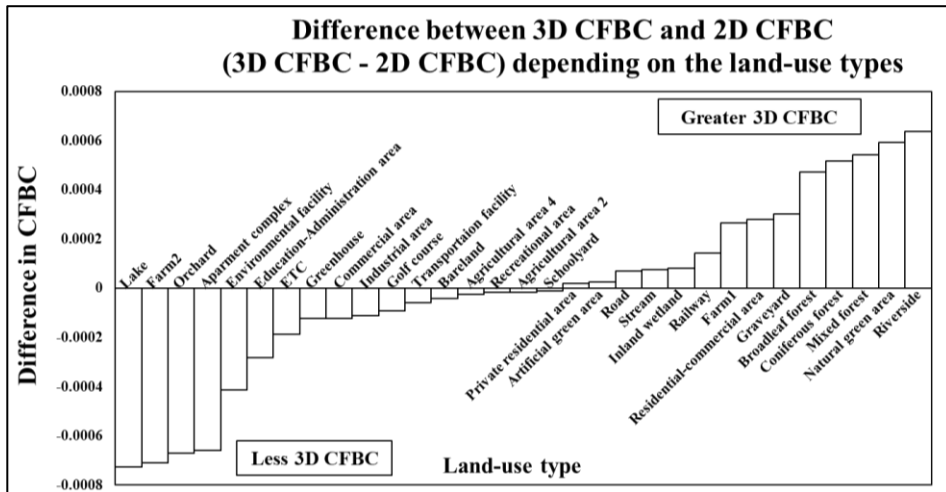 Difference between 3D CFBC and 2D CFBC
(3D CFBC - 2D CFBC) depending on the land-use types
Difference in CFBC
0.0008
0.0006
0.0004
0.0002
0
-0.0002
-0.0004
-0.0006
-0.0008
Greater 3D CFBC
Less 3D CFBC
Lake
Farm2
Orchard
Aparment complex
Environmental facility
Education-Administration area
ETC
Greenhouse
Commercial area
Industrial area
Golf course
Transportaion facility
Bareland
Agricultural area 4
Recreational area
Agricultural area 2
Schoolyard
Private residential area
Artificial green area
Road
Stream
Inland wetland
Railway
Farm1
Residential-commercial area
Graveyard
Broadleaf forest
Coniferous forest
Mixed forest
Natural green area
Riverside
Land-use type